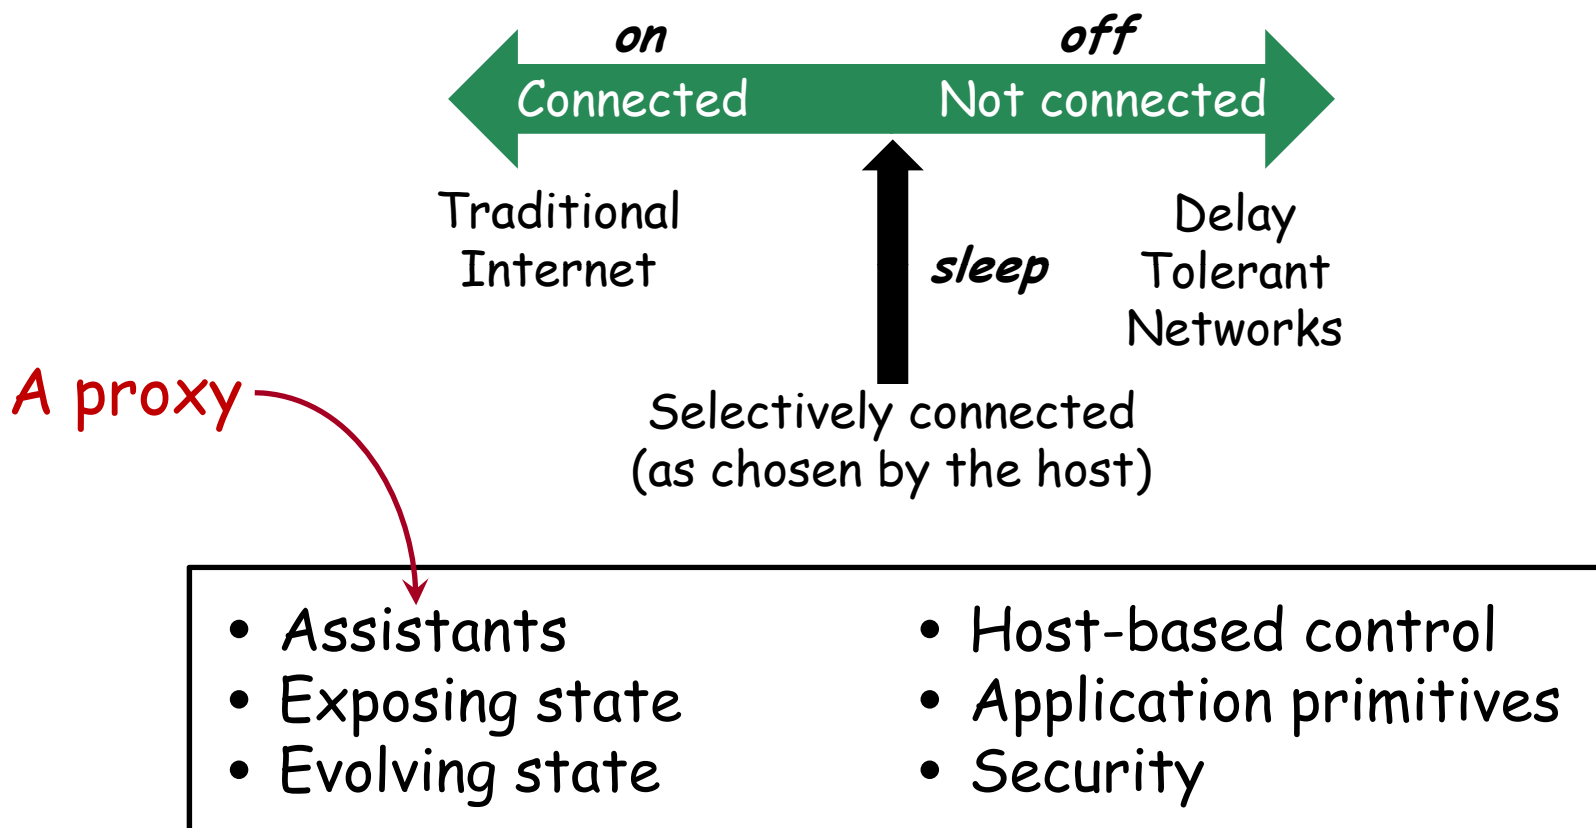 on
off
Connected
Not connected
Traditional
Internet
sleep
Delay
Tolerant
Networks
A proxy
Selectively connected
(as chosen by the host)
• Assistants
• Exposing state
• Evolving state
• Host-based control
• Application primitives
• Security